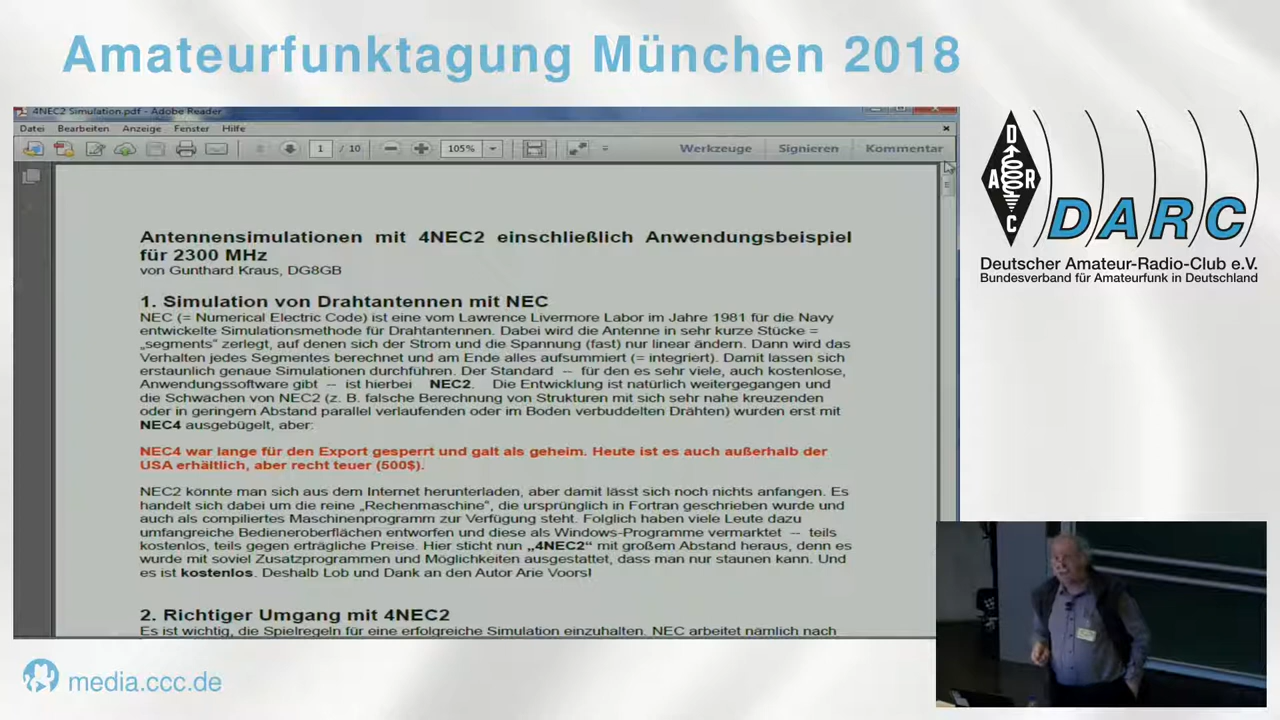 Amateurfunktagung München 2018
4NEC2 Simulation.pdf - Adobe Reader
Datei Bearbeiten Anzeige Fenster Hilfe
1 / 10 105% Werkzeuge Signieren Kommentar
Antennensimulationen mit 4NEC2 einschließlich Anwendungsbeispiel
für 2300 MHz
von Gunthard Kraus, DG8GB
1. Simulation von Drahtantennen mit NEC
NEC (= Numerical Electric Code) ist eine vom Lawrence Livermore Labor im Jahre 1981 für die Navy
entwickelte Simulationsmethode für Drahtantennen. Dabei wird die Antenne in sehr kurze Stücke =
„segments" zerlegt, auf denen sich der Strom und die Spannung (fast) nur linear ändern. Dann wird das
Verhalten jedes Segmentes berechnet und am Ende alles aufsummiert (= integriert). Damit lassen sich
erstaunlich genaue Simulationen durchführen. Der Standard -- für den es sehr viele, auch kostenlose,
Anwendungssoftware gibt -- ist hierbei NEC2. Die Entwicklung ist natürlich weitergegangen und
die Schwächen von NEC2 (z. B. falsche Berechnung von Strukturen mit sich sehr nahe kreuzenden
oder in geringem Abstand parallel verlaufenden oder im Boden verbuddelten Drähten) wurden erst mit
NEC4 ausgebügelt, aber:
NEC4 war lange für den Export gesperrt und galt als geheim. Heute ist es auch außerhalb der
USA erhältlich, aber recht teuer (500$).
NEC2 könnte man sich aus dem Internet herunterladen, aber damit lässt sich noch nichts anfangen. Es
handelt sich dabei um die reine „Rechenmaschine", die ursprünglich in Fortran geschrieben wurde und
auch als compiliertes Maschinenprogramm zur Verfügung steht. Folglich haben viele Leute dazu
umfangreiche Bedieneroberflächen entworfen und diese als Windows-Programme vermarktet -- teils
kostenlos, teils gegen erträgliche Preise. Hier sticht nun „4NEC2" mit großem Abstand heraus, denn es
wurde mit soviel Zusatzprogrammen und Möglichkeiten ausgestattet, dass man nur staunen kann. Und
es ist kostenlos. Deshalb Lob und Dank an den Autor Arie Voors!
2. Richtiger Umgang mit 4NEC2
Es ist wichtig, die Spielregeln für eine erfolgreiche Simulation einzuhalten. NEC arbeitet nämlich nach
D
A R
C
DARC
Deutscher Amateur-Radio-Club e.V.
Bundesverband für Amateurfunk in Deutschland
media.ccc.de